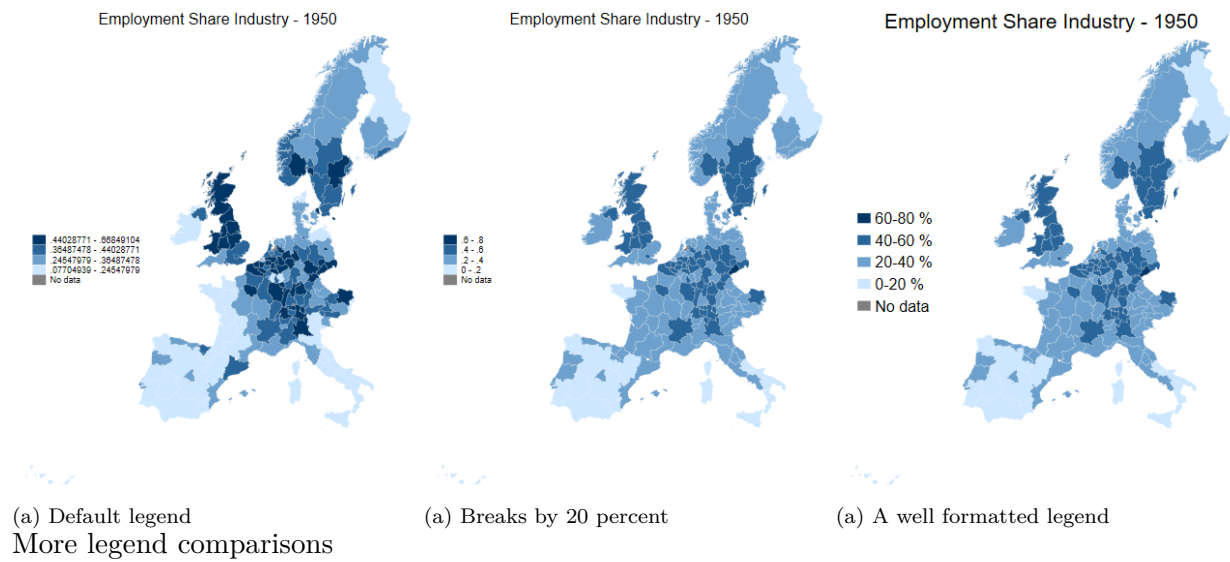 Employment Share Industry - 1950
.44028771 - .66849104
.36487478 - .44028771
.24547979 - .36487478
.07704939 - .24547979
No data
(a) Default legend
Employment Share Industry - 1950
.6 - .8
.4 - .6
.2 - .4
0 - .2
No data
(a) Breaks by 20 percent
Employment Share Industry - 1950
60-80 %
40-60 %
20-40 %
0-20 %
No data
(a) A well formatted legend
More legend comparisons